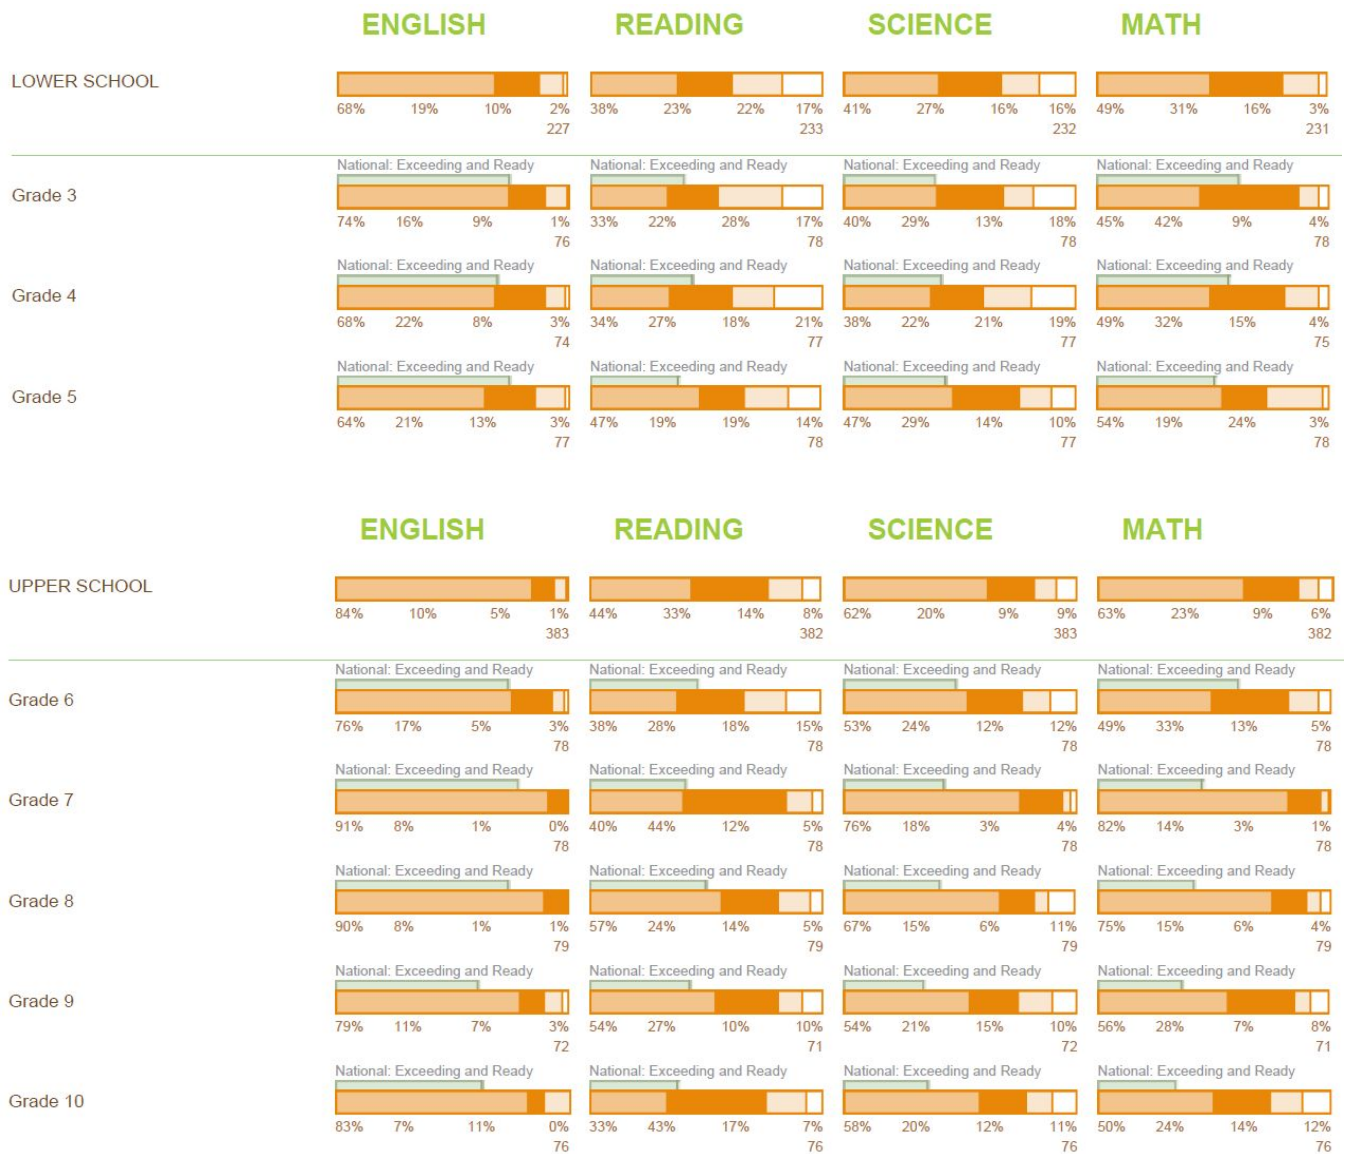 ENGLISH READING SCIENCE MATH
LOWER SCHOOL
68% 19% 10% 2% 38% 23% 22% 17% 41% 27% 16% 16% 49% 31% 16% 3%
227 233 232 231
National: Exceeding and Ready National: Exceeding and Ready National: Exceeding and Ready National: Exceeding and Ready
Grade 3
74% 16% 9% 1% 33% 22% 28% 17% 40% 29% 13% 18% 45% 42% 9% 4%
76 78 78 78
National: Exceeding and Ready National: Exceeding and Ready National: Exceeding and Ready National: Exceeding and Ready
Grade 4
68% 22% 8% 3% 34% 27% 18% 21% 38% 22% 21% 19% 49% 32% 15% 4%
74 77 77 75
National: Exceeding and Ready National: Exceeding and Ready National: Exceeding and Ready National: Exceeding and Ready
Grade 5
64% 21% 13% 3% 47% 19% 19% 14% 47% 29% 14% 10% 54% 19% 24% 3%
77 78 77 78
ENGLISH READING SCIENCE MATH
UPPER SCHOOL
84% 10% 5% 1% 44% 33% 14% 8% 62% 20% 9% 9% 63% 23% 9% 6%
383 382 383 382
National: Exceeding and Ready National: Exceeding and Ready National: Exceeding and Ready National: Exceeding and Ready
Grade 6
76% 17% 5% 3% 38% 28% 18% 15% 53% 24% 12% 12% 49% 33% 13% 5%
78 78 78 78
National: Exceeding and Ready National: Exceeding and Ready National: Exceeding and Ready National: Exceeding and Ready
Grade 7
91% 8% 1% 0% 40% 44% 12% 5% 76% 18% 3% 4% 82% 14% 3% 1%
78 78 78 78
National: Exceeding and Ready National: Exceeding and Ready National: Exceeding and Ready National: Exceeding and Ready
Grade 8
90% 8% 1% 1% 57% 24% 14% 5% 67% 15% 6% 11% 75% 15% 6% 4%
79 79 79 79
National: Exceeding and Ready National: Exceeding and Ready National: Exceeding and Ready National: Exceeding and Ready
Grade 9
79% 11% 7% 3% 54% 27% 10% 10% 54% 21% 15% 10% 56% 28% 7% 8%
72 71 72 71
National: Exceeding and Ready National: Exceeding and Ready National: Exceeding and Ready National: Exceeding and Ready
Grade 10
83% 7% 11% 0% 33% 43% 17% 7% 58% 20% 12% 11% 50% 24% 14% 12%
76 76 76 76